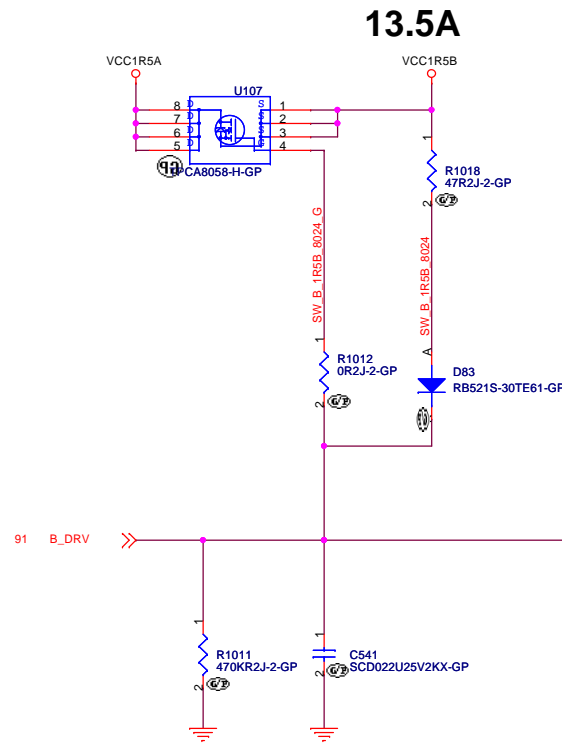 13.5A
VCC1R5A
VCC1R5B
U107
8 D S 1
7 D S 2
6 D S 3
5 D G 4
GP
PCA8058-H-GP
1
R1018
47R2J-2-GP
2
G/P
SW_B_1R5B_8024_G
SW_B_1R5B_8024
1
R1012
0R2J-2-GP
2
G/P
A
D83
RB521S-30TE61-GP
91 B_DRV
1
R1011
470KR2J-2-GP
2
G/P
1
C541
SCD022U25V2KX-GP
2
G/P